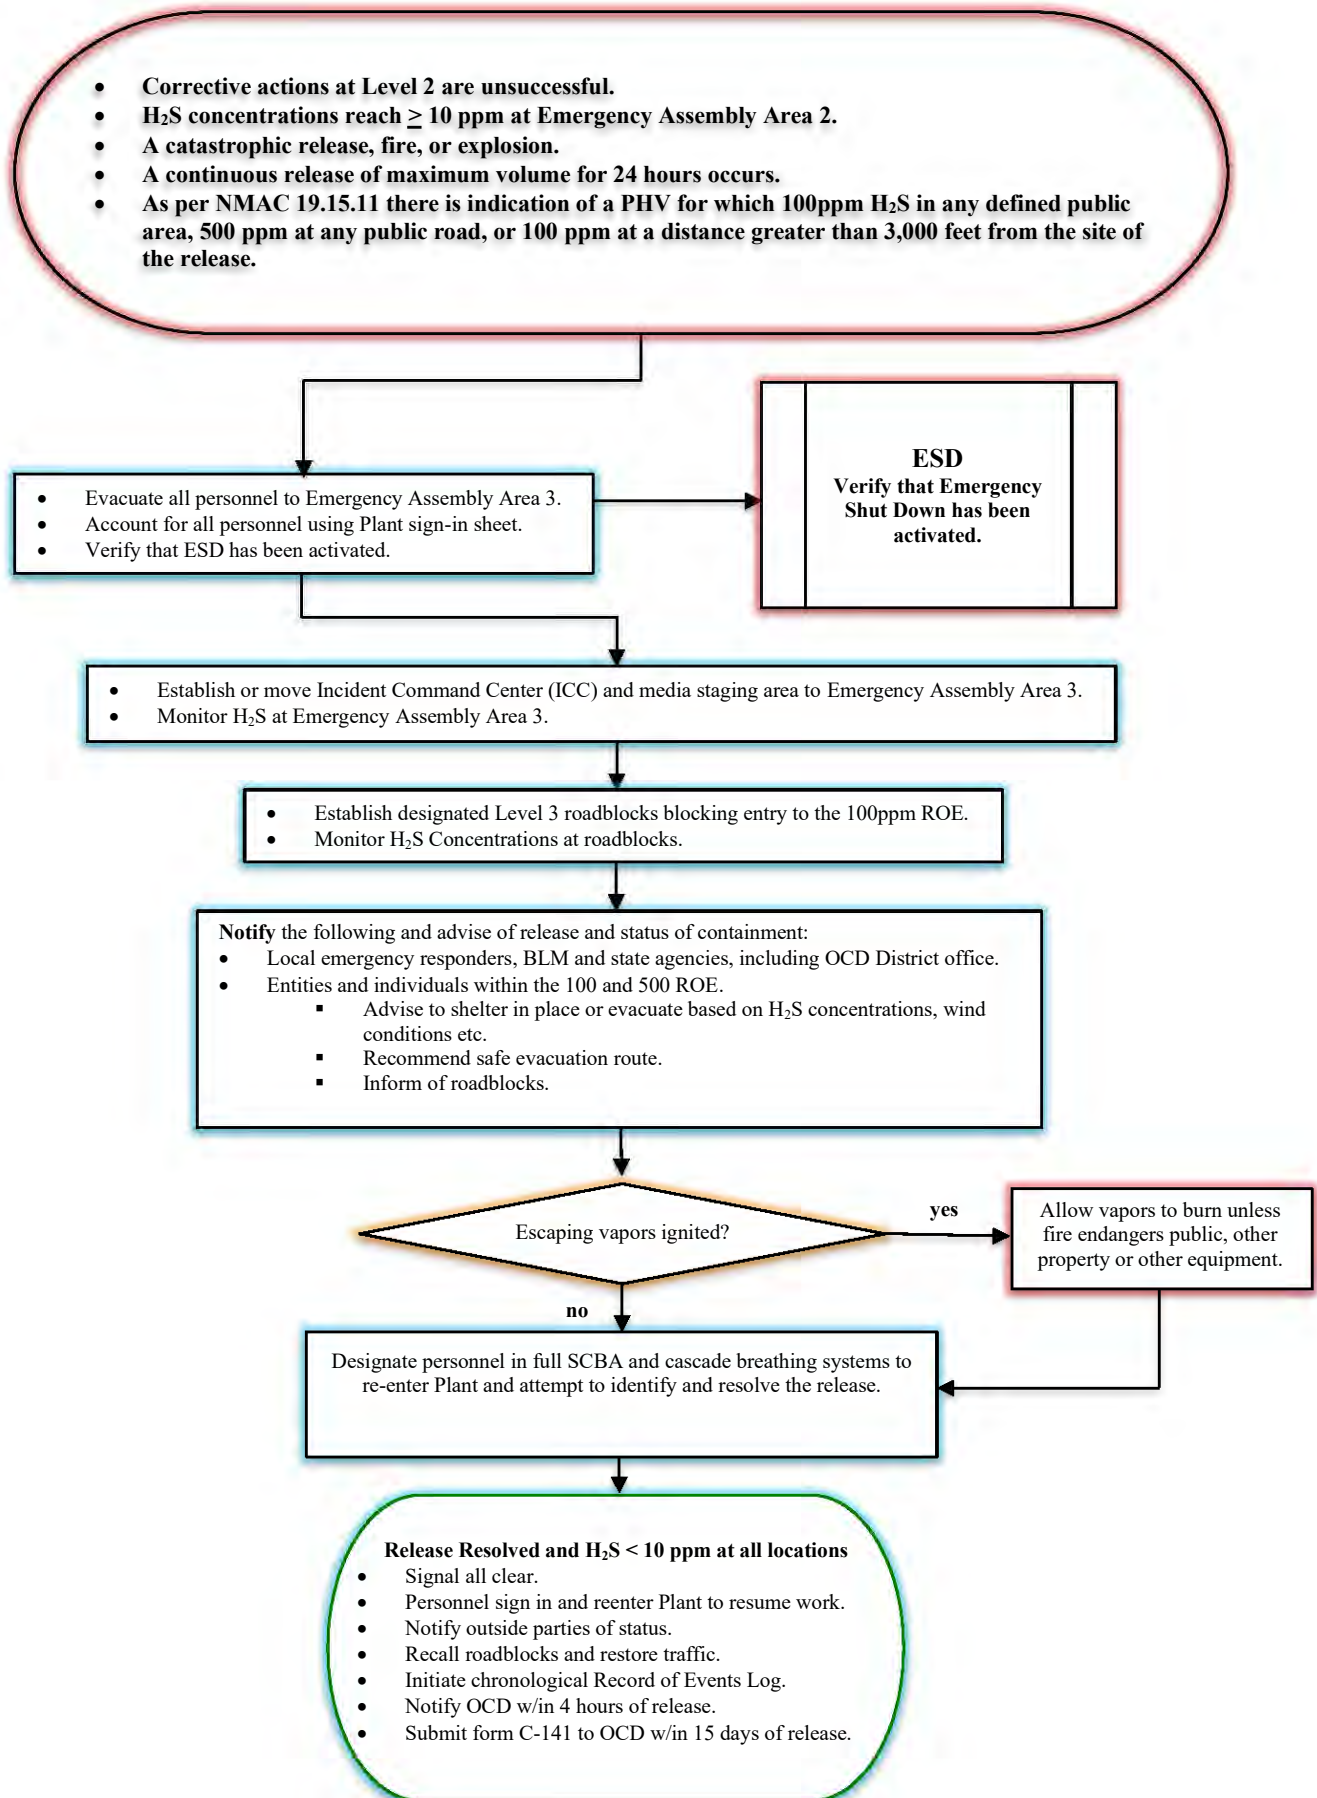 • Corrective actions at Level 2 are unsuccessful.
• H₂S concentrations reach ≥ 10 ppm at Emergency Assembly Area 2.
• A catastrophic release, fire, or explosion.
• A continuous release of maximum volume for 24 hours occurs.
• As per NMAC 19.15.11 there is indication of a PHV for which 100ppm H₂S in any defined public
area, 500 ppm at any public road, or 100 ppm at a distance greater than 3,000 feet from the site of
the release.
• Evacuate all personnel to Emergency Assembly Area 3.
• Account for all personnel using Plant sign-in sheet.
• Verify that ESD has been activated.
ESD
Verify that Emergency
Shut Down has been
activated.
• Establish or move Incident Command Center (ICC) and media staging area to Emergency Assembly Area 3.
• Monitor H₂S at Emergency Assembly Area 3.
• Establish designated Level 3 roadblocks blocking entry to the 100ppm ROE.
• Monitor H₂S Concentrations at roadblocks.
Notify the following and advise of release and status of containment:
• Local emergency responders, BLM and state agencies, including OCD District office.
• Entities and individuals within the 100 and 500 ROE.
▪ Advise to shelter in place or evacuate based on H₂S concentrations, wind
conditions etc.
▪ Recommend safe evacuation route.
▪ Inform of roadblocks.
Escaping vapors ignited?
yes
Allow vapors to burn unless
fire endangers public, other
property or other equipment.
no
Designate personnel in full SCBA and cascade breathing systems to
re-enter Plant and attempt to identify and resolve the release.
Release Resolved and H₂S < 10 ppm at all locations
• Signal all clear.
• Personnel sign in and reenter Plant to resume work.
• Notify outside parties of status.
• Recall roadblocks and restore traffic.
• Initiate chronological Record of Events Log.
• Notify OCD w/in 4 hours of release.
• Submit form C-141 to OCD w/in 15 days of release.